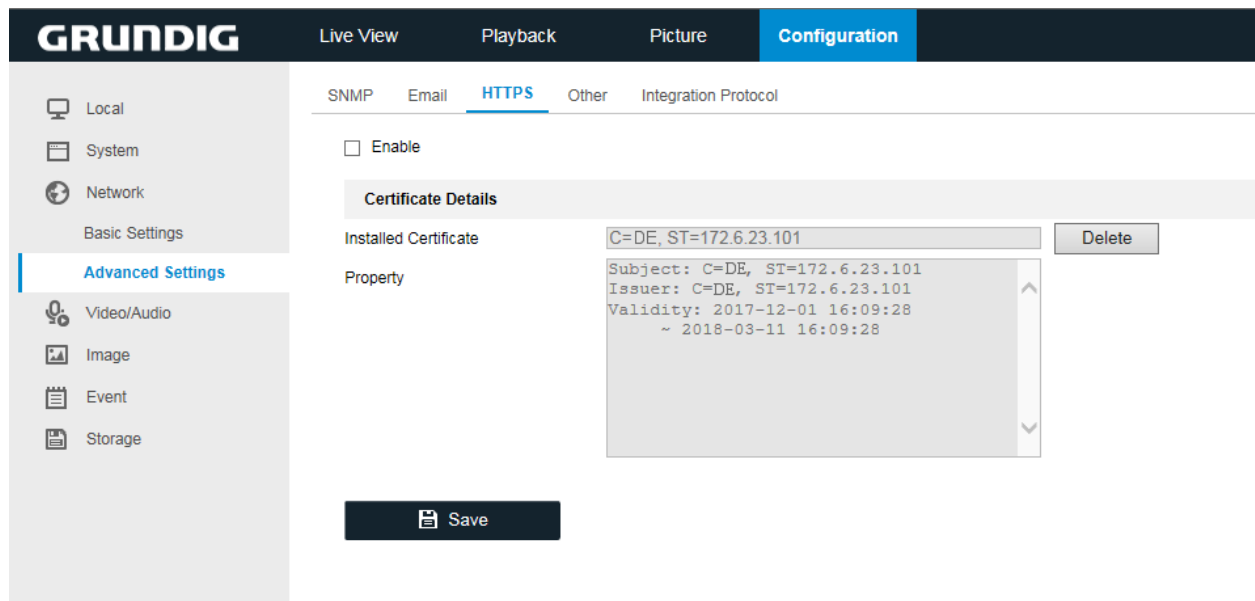 GRUNDIG
Live View Playback Picture Configuration
SNMP Email HTTPS Other Integration Protocol
Local
System
Network
Basic Settings
Advanced Settings
Video/Audio
Image
Event
Storage
Enable
Certificate Details
Installed Certificate C=DE, ST=172.6.23.101 Delete
Property
Subject: C=DE, ST=172.6.23.101
Issuer: C=DE, ST=172.6.23.101
Validity: 2017-12-01 16:09:28
~ 2018-03-11 16:09:28
Save